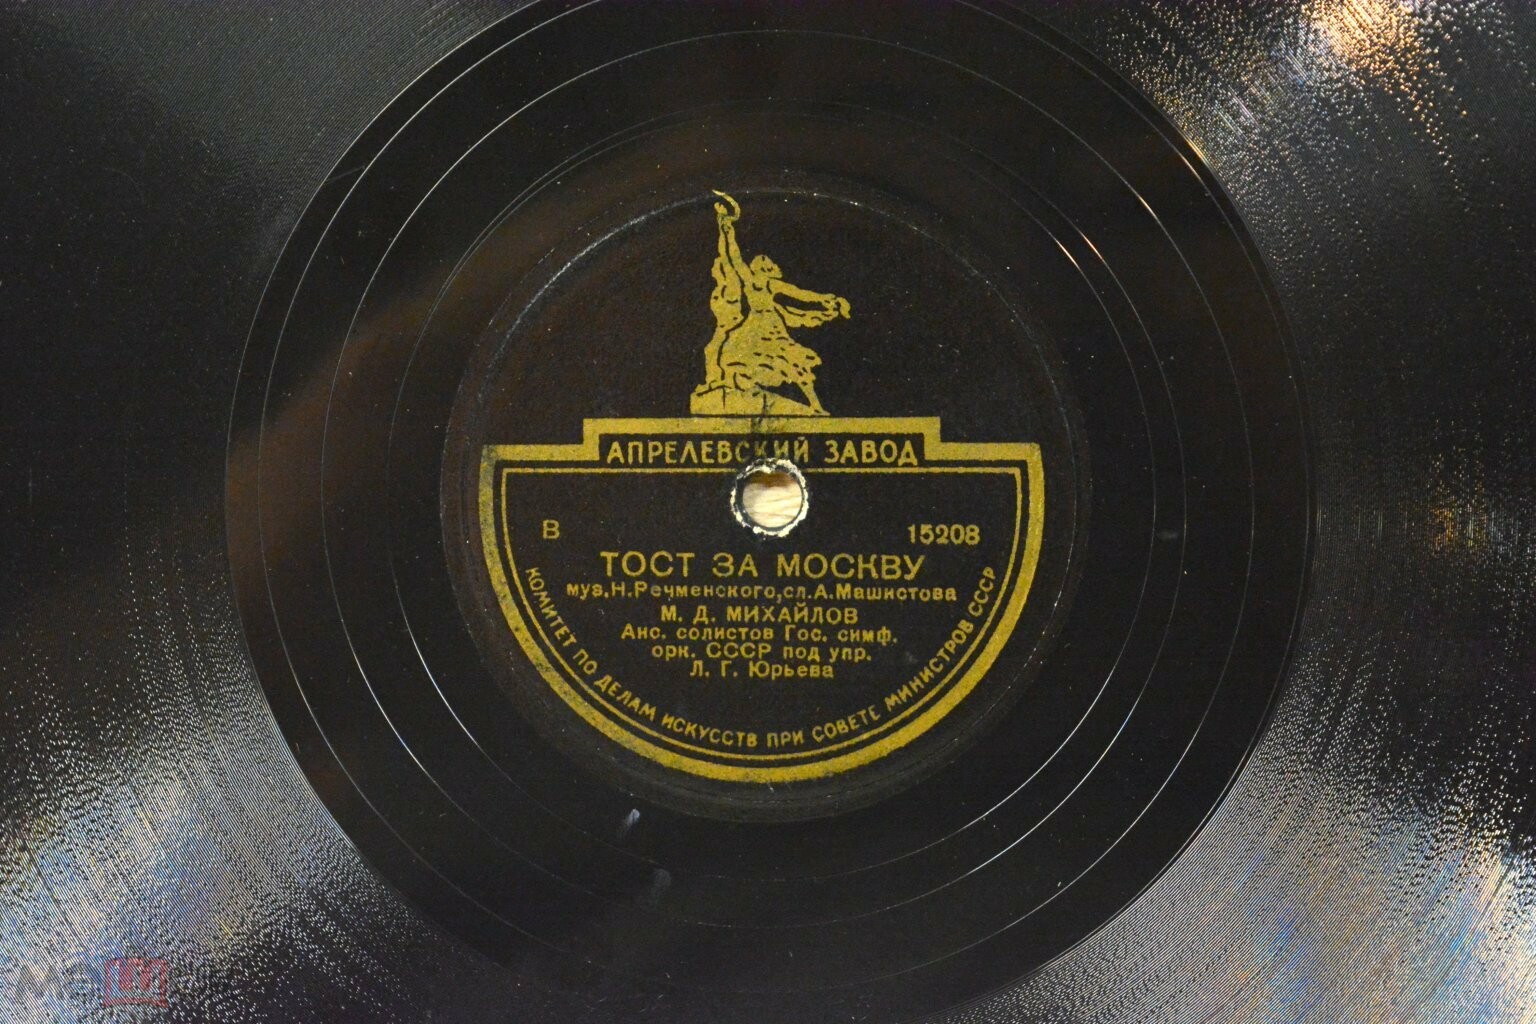 АПРЕЛЕВСКИЙ ЗАВОД
В 15208
ТОСТ ЗА МОСКВУ
муз. Н. Речменского, сл. А. Машистова
М. Д. МИХАЙЛОВ
Анс. солистов Гос. симф.
орк. СССР под упр.
Л. Г. Юрьева
КОМИТЕТ ПО ДЕЛАМ ИСКУССТВ ПРИ СОВЕТЕ МИНИСТРОВ СССР